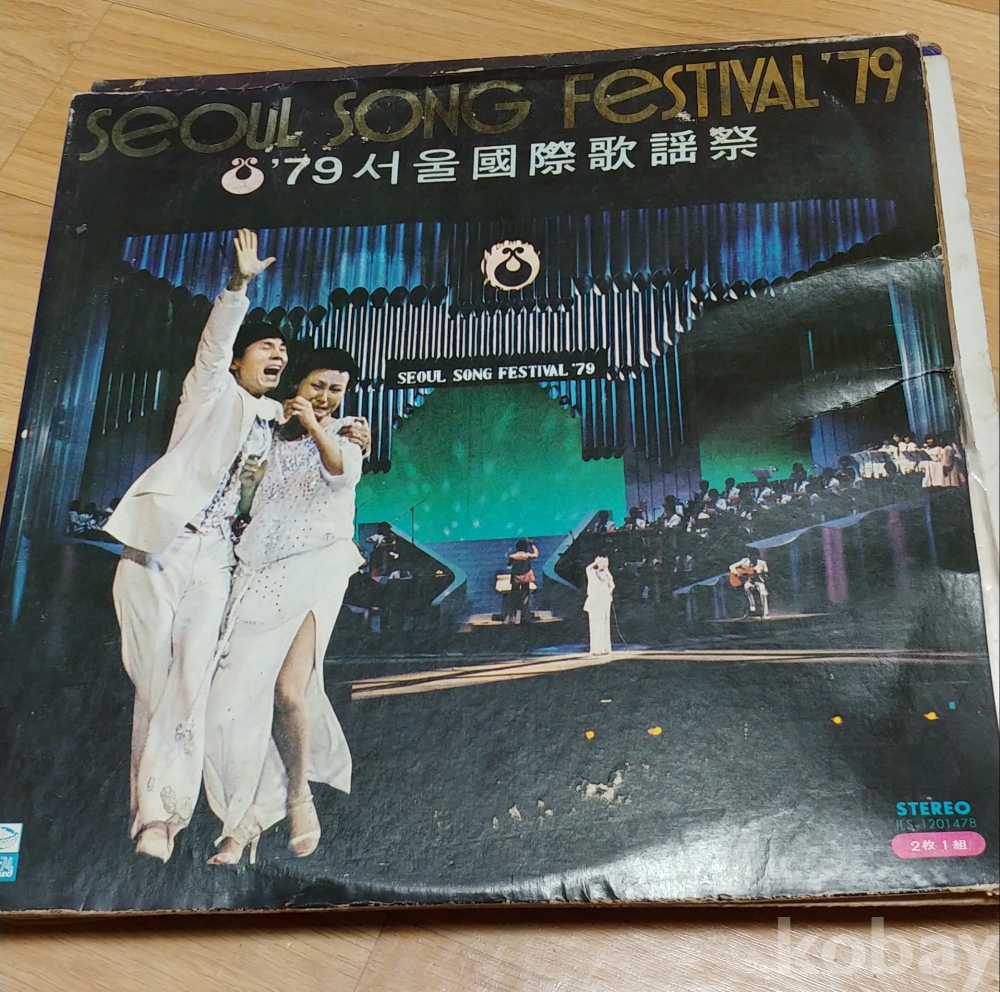 SEOUL SONG FESTIVAL '79
'79 서울國際歌謠祭
SEOUL SONG FESTIVAL '79
STEREO
2枚1組
kobay